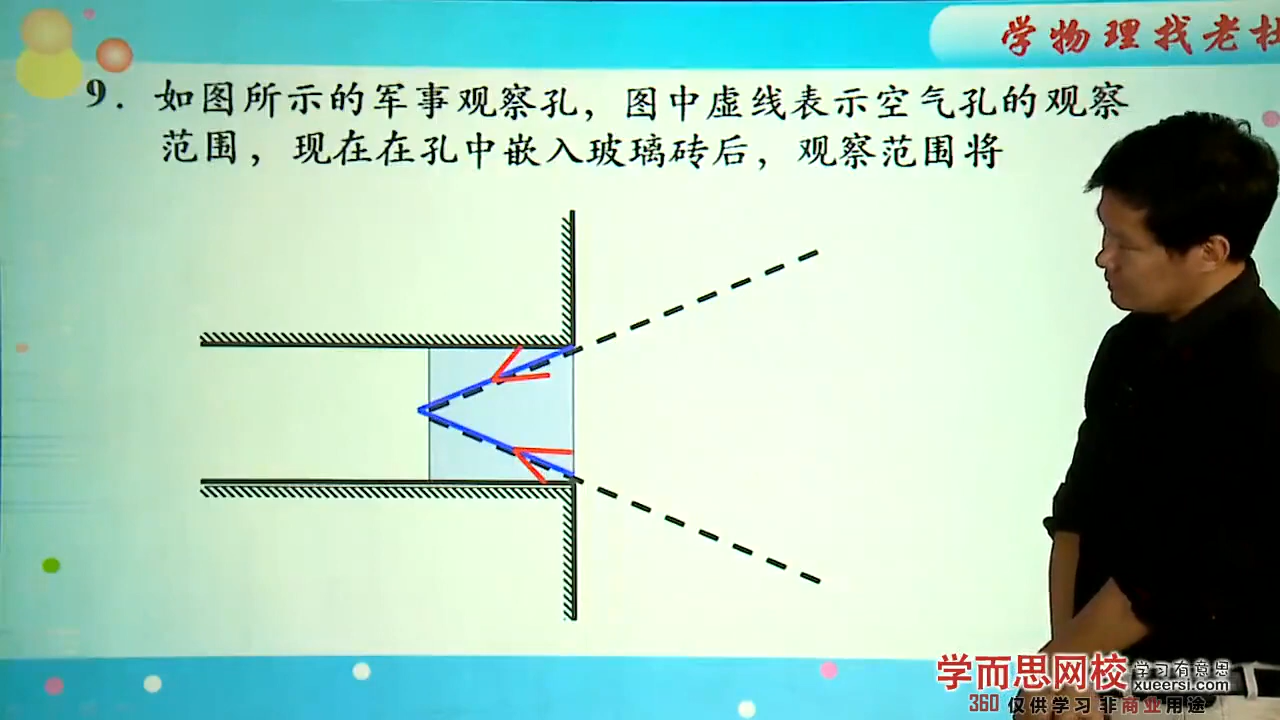 学物理找老杜
9. 如图所示的军事观察孔，图中虚线表示空气孔的观察
范围，现在在孔中嵌入玻璃砖后，观察范围将
学而思网校 学习有意思
xueersi.com
360 仅供学习 非商业用途